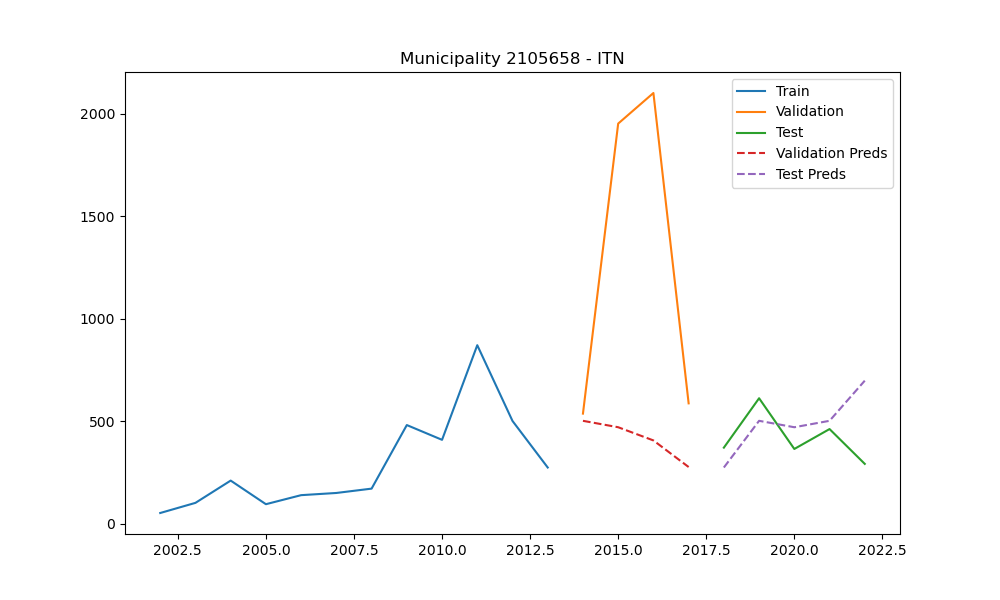 Municipality 2105658 - ITN
Train
Validation
Test
Validation Preds
Test Preds
2000
1500
1000
500
0
2002.5 2005.0 2007.5 2010.0 2012.5 2015.0 2017.5 2020.0 2022.5